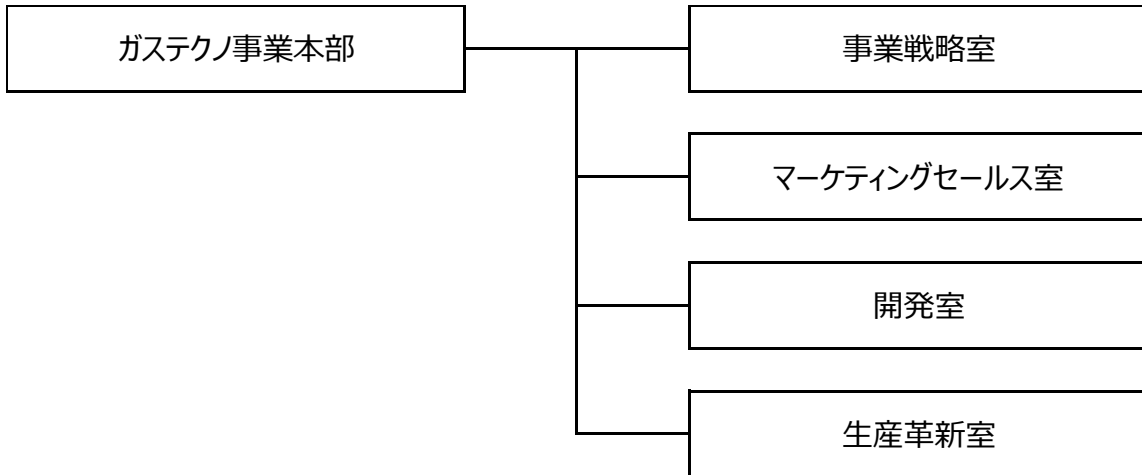 ガステクノ事業本部
事業戦略室
マーケティングセールス室
開発室
生産革新室